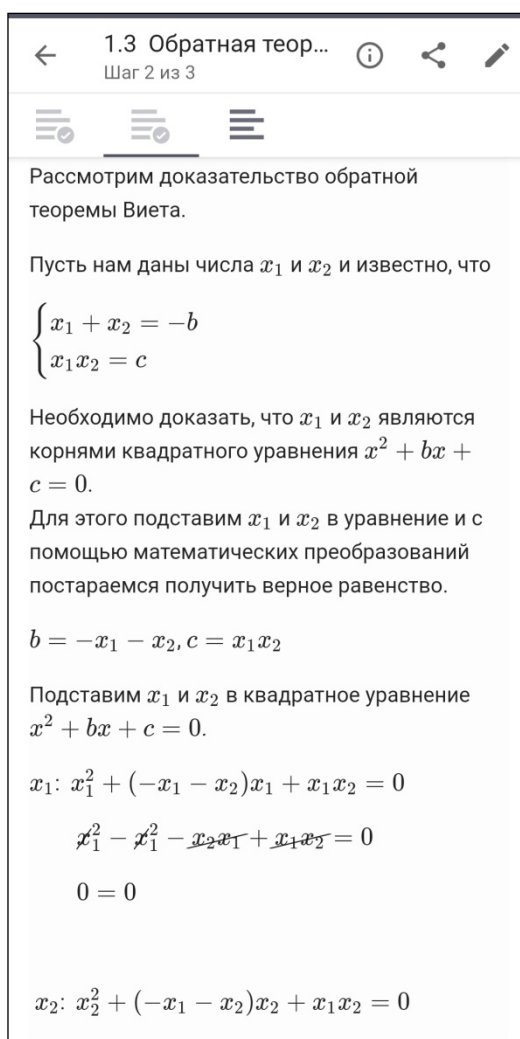 1.3 Обратная теор...
Шаг 2 из 3
Рассмотрим доказательство обратной
теоремы Виета.
Пусть нам даны числа x₁ и x₂ и известно, что
x₁ + x₂ = −b
x₁x₂ = c
Необходимо доказать, что x₁ и x₂ являются
корнями квадратного уравнения x² + bx +
c = 0.
Для этого подставим x₁ и x₂ в уравнение и с
помощью математических преобразований
постараемся получить верное равенство.
b = −x₁ − x₂, c = x₁x₂
Подставим x₁ и x₂ в квадратное уравнение
x² + bx + c = 0.
x₁: x₁² + (−x₁ − x₂)x₁ + x₁x₂ = 0
x₁² − x₁² − x₂x₁ + x₁x₂ = 0
0 = 0
x₂: x₂² + (−x₁ − x₂)x₂ + x₁x₂ = 0